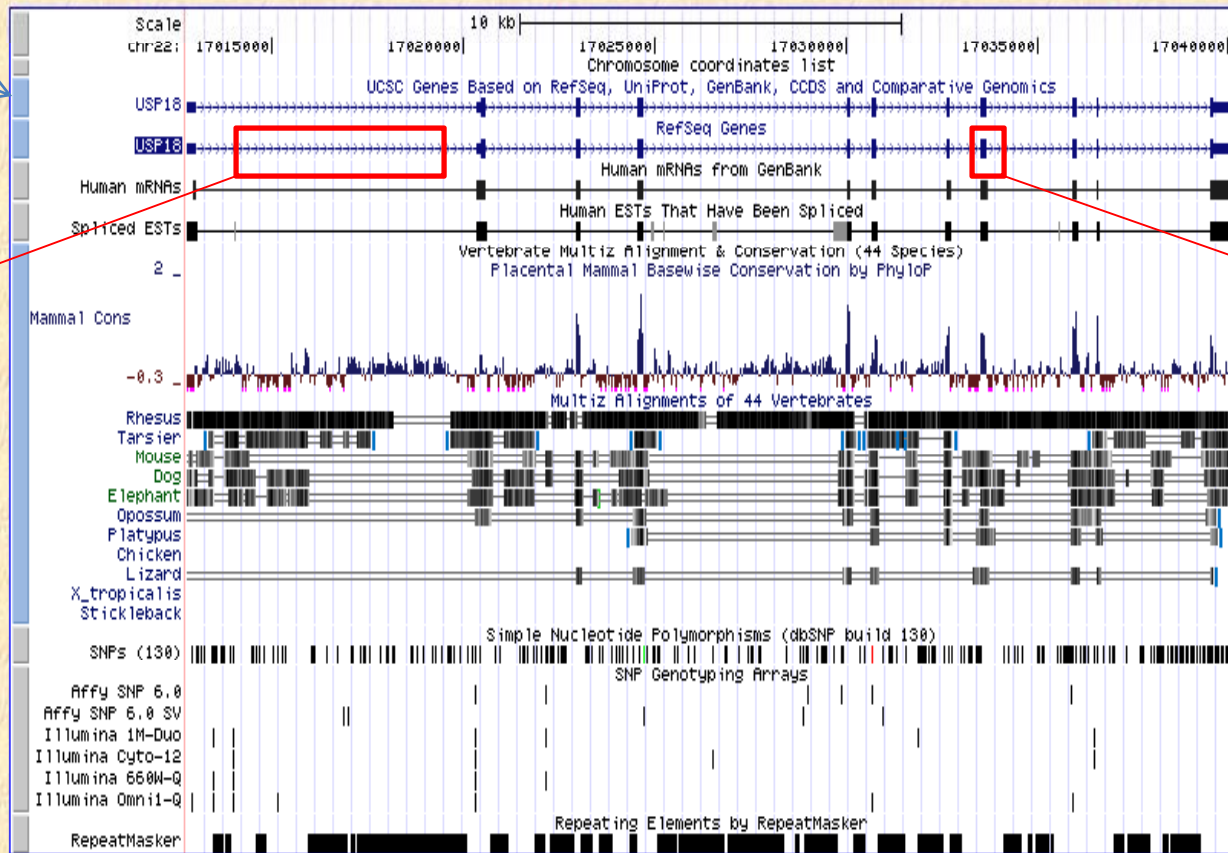 Scale 10 kb
chr22: 17015000 17020000 17025000 17030000 17035000 17040000
Chromosome coordinates list
UCSC Genes Based on RefSeq, UniProt, GenBank, CCDS and Comparative Genomics
USP18
RefSeq Genes
USP18
Human mRNAs from GenBank
Human mRNAs
Human ESTs That Have Been Spliced
Spliced ESTs
Vertebrate Multiz Alignment & Conservation (44 Species)
2 _
Placental Mammal Basewise Conservation by PhyloP
Mammal Cons
-0.3 _
Multiz Alignments of 44 Vertebrates
Rhesus
Tarsier
Mouse
Dog
Elephant
Opossum
Platypus
Chicken
Lizard
X_tropicalis
Stickleback
Simple Nucleotide Polymorphisms (dbSNP build 130)
SNPs (130)
SNP Genotyping Arrays
Affy SNP 6.0
Affy SNP 6.0 SV
Illumina 1M-Duo
Illumina Cyto-12
Illumina 660W-Q
Illumina Omni1-Q
Repeating Elements by RepeatMasker
RepeatMasker